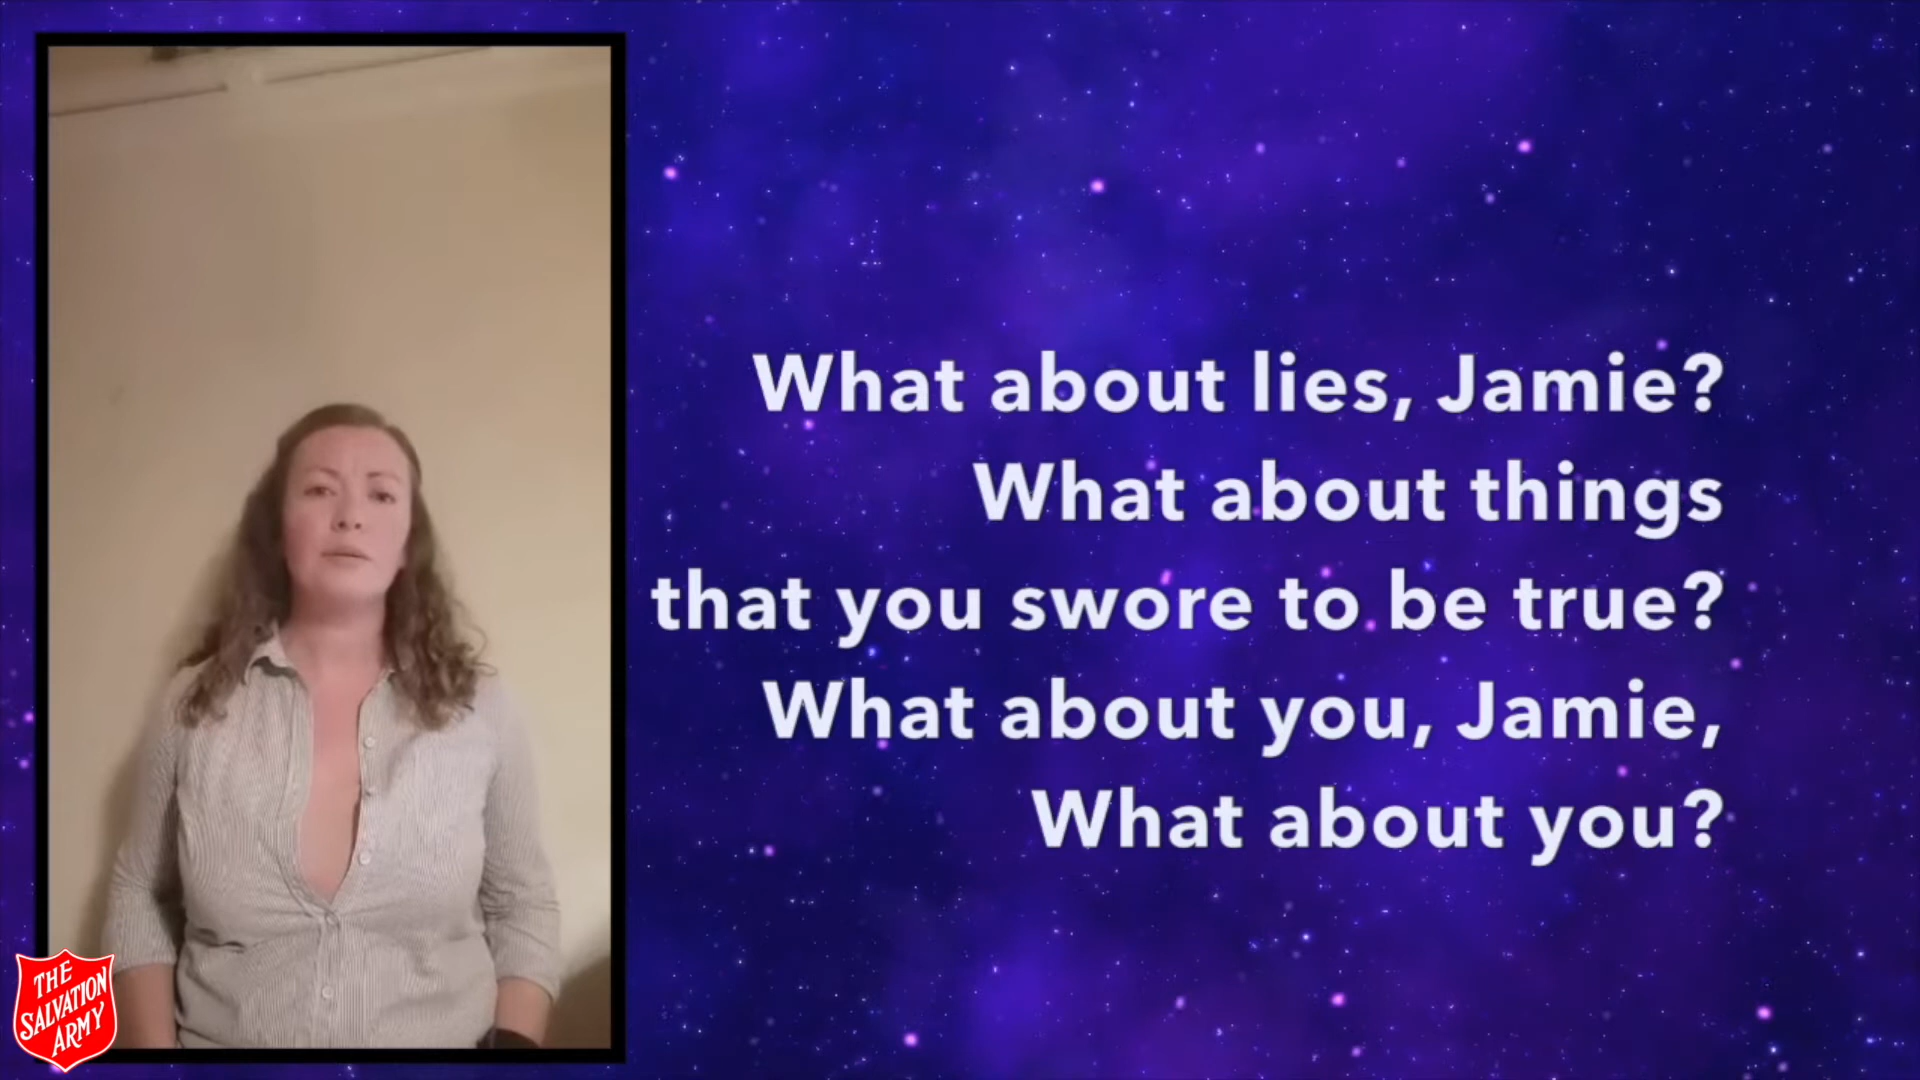 What about lies, Jamie?
What about things
that you swore to be true?
What about you, Jamie,
What about you?
THE
SALVATION
ARMY